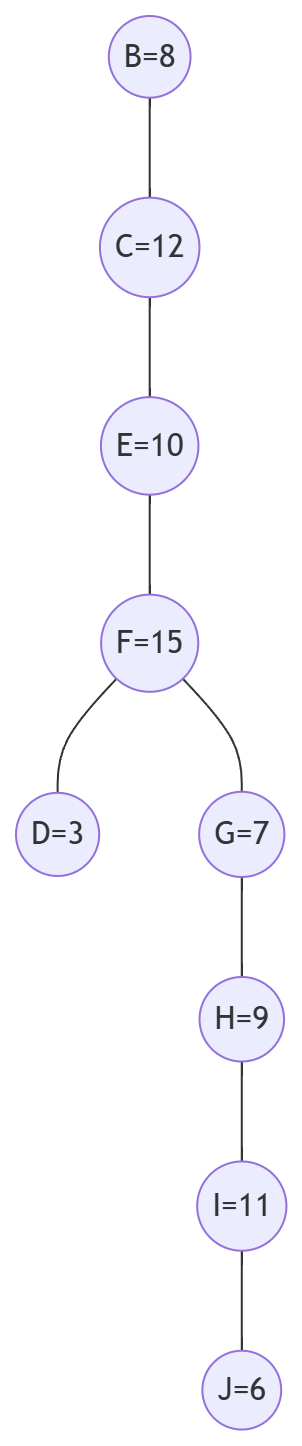 B=8
C=12
E=10
F=15
D=3
G=7
H=9
I=11
J=6